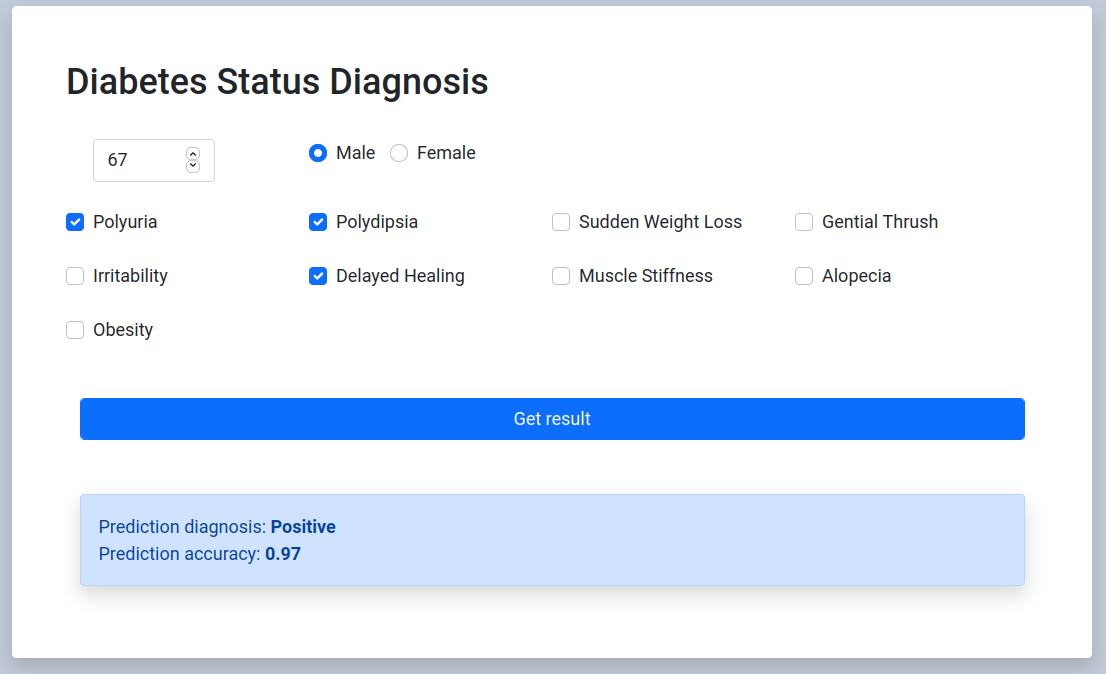 Diabetes Status Diagnosis
67 Male Female
Polyuria Polydipsia Sudden Weight Loss Gential Thrush
Irritability Delayed Healing Muscle Stiffness Alopecia
Obesity
Get result
Prediction diagnosis: Positive
Prediction accuracy: 0.97